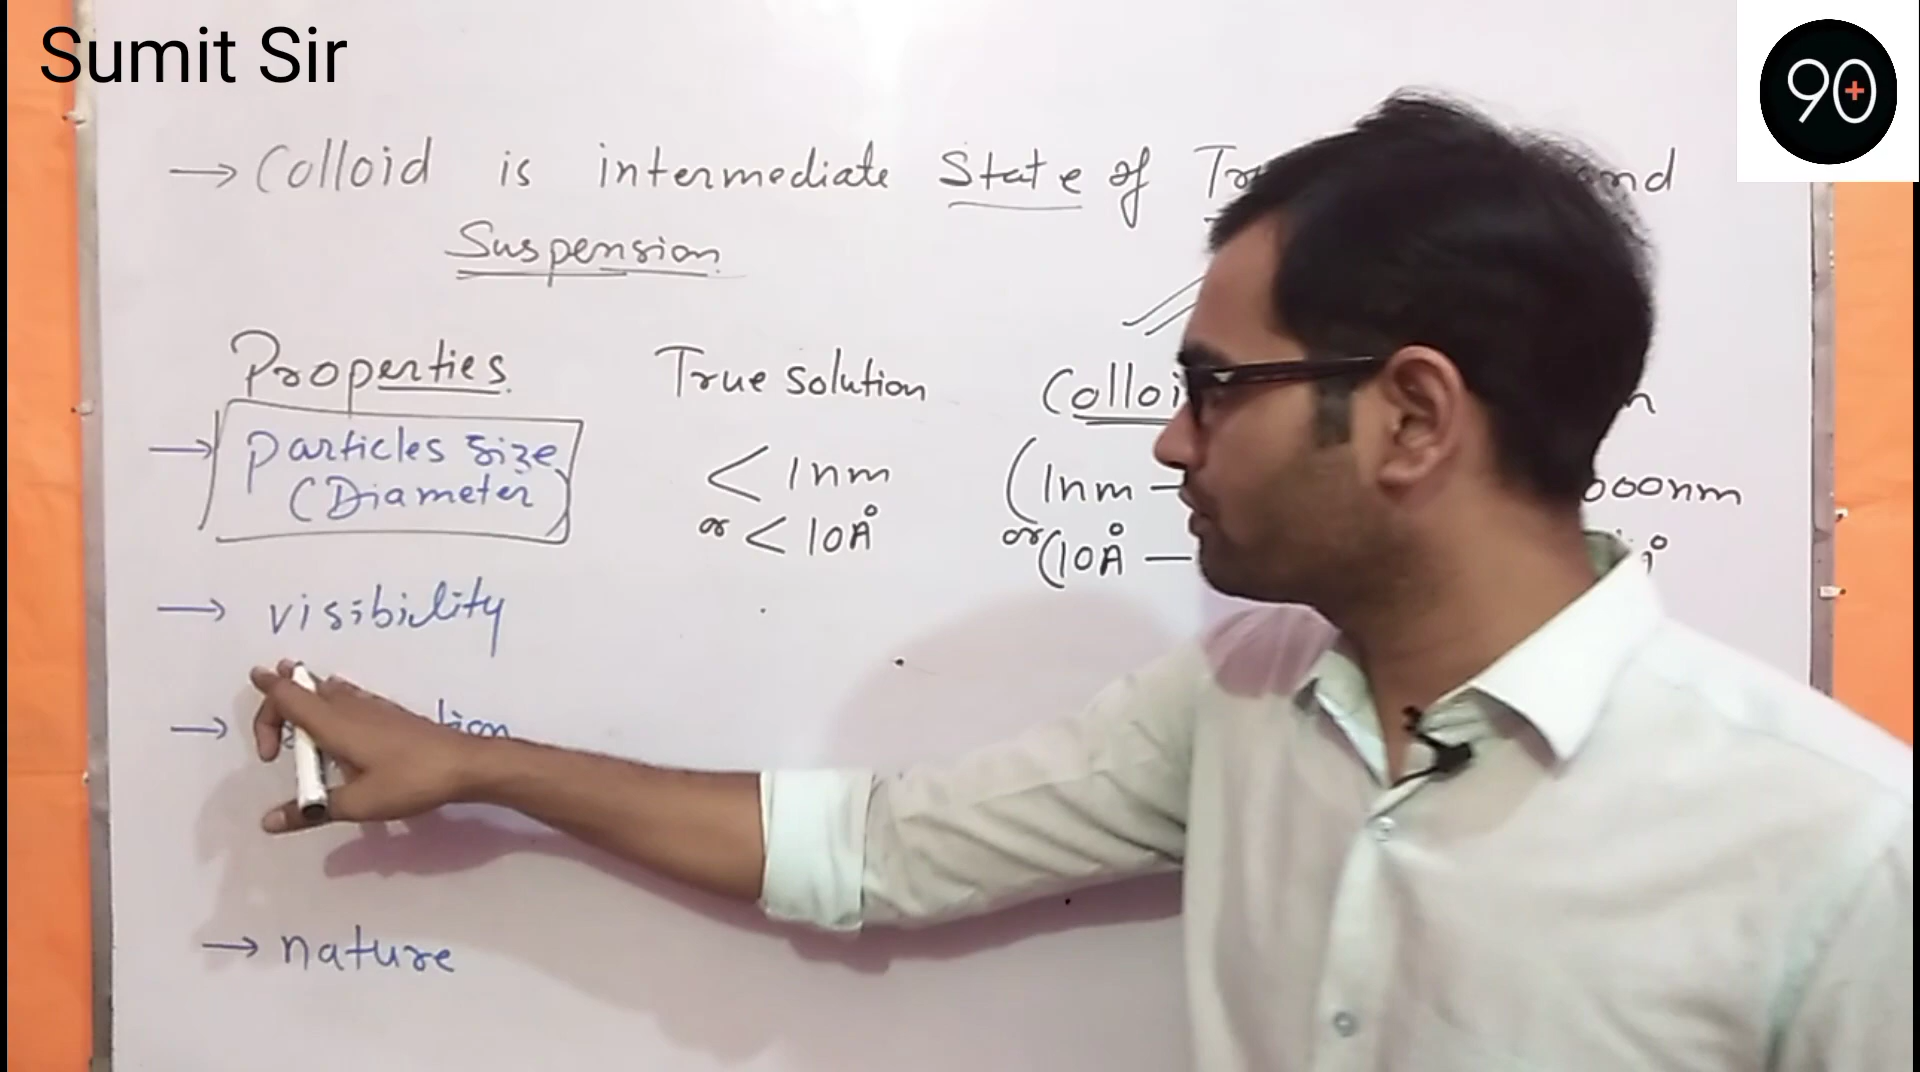 Sumit Sir
90+
→ Colloid is intermediate State of and
Suspension
Properties. True solution
→ particles size < 1nm (1nm —
(Diameter) or < 10Å or (10Å —
→ visibility
→
→ nature